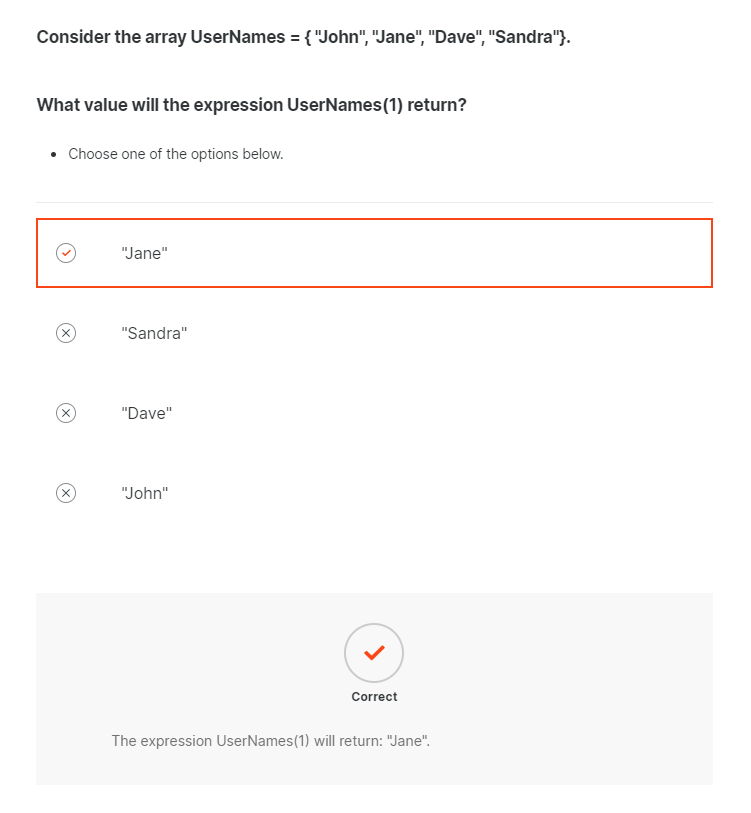 Consider the array UserNames = { "John", "Jane", "Dave", "Sandra"}.
What value will the expression UserNames(1) return?
• Choose one of the options below.
"Jane"
"Sandra"
"Dave"
"John"
Correct
The expression UserNames(1) will return: "Jane".